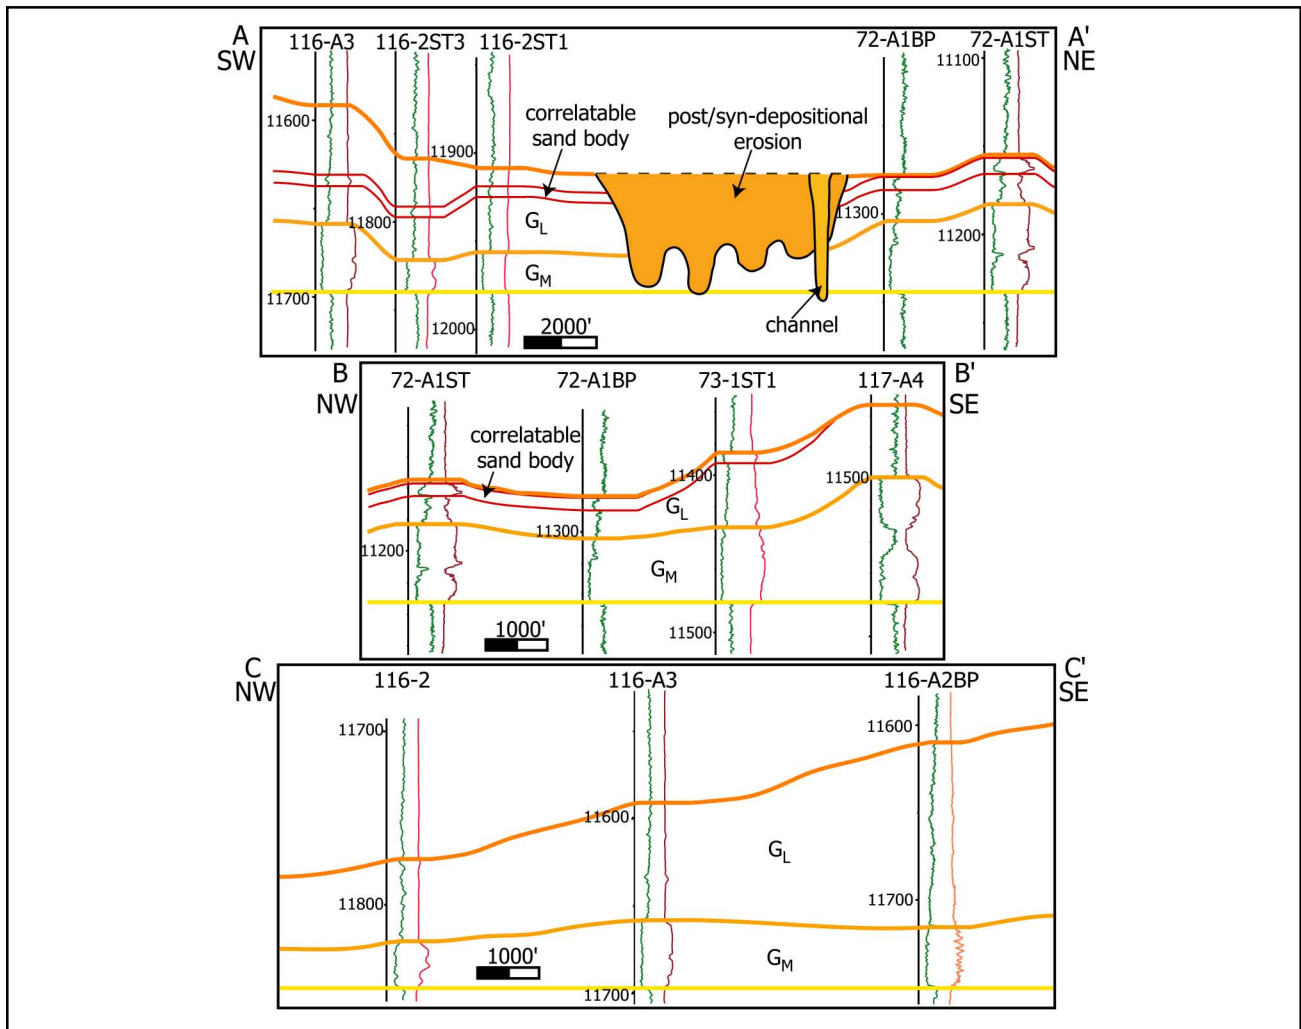 A
SW
116-A3
116-2ST3
116-2ST1
72-A1BP
72-A1ST
A'
NE
11100
11600
correlatable
sand body
post/syn-depositional
erosion
11900
11800
GL
11300
11200
GM
11700
12000
2000'
channel
B
NW
72-A1ST
72-A1BP
73-1ST1
117-A4
B'
SE
correlatable
sand body
11400
11500
GL
11300
11200
GM
1000'
11500
C
NW
116-2
116-A3
116-A2BP
C'
SE
11700
11600
11600
GL
11800
11700
GM
1000'
11700